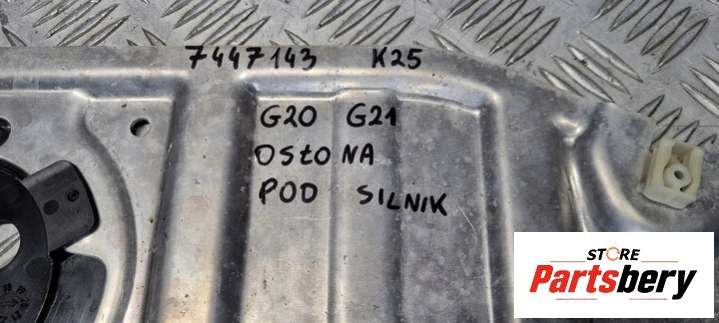 7447143 K25
G20 G21
OSŁONA
POD SILNIK
STORE
Partsbery